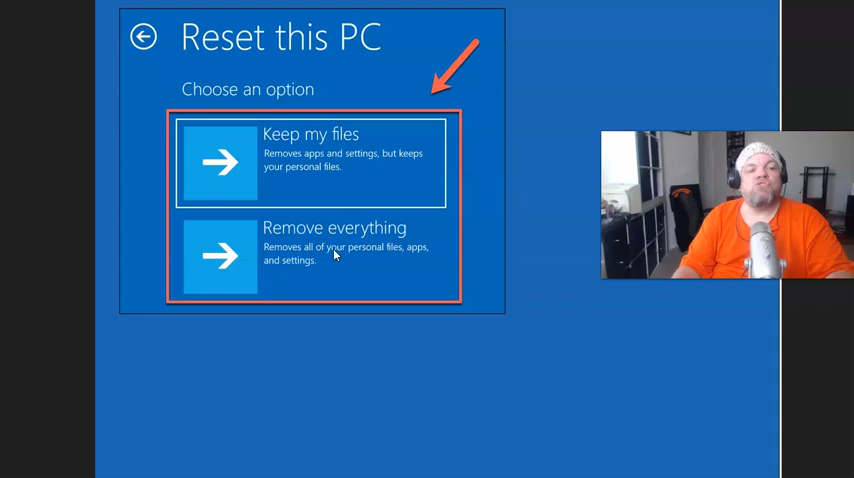 Reset this PC
Choose an option
Keep my files
Removes apps and settings, but keeps
your personal files.
Remove everything
Removes all of your personal files, apps,
and settings.